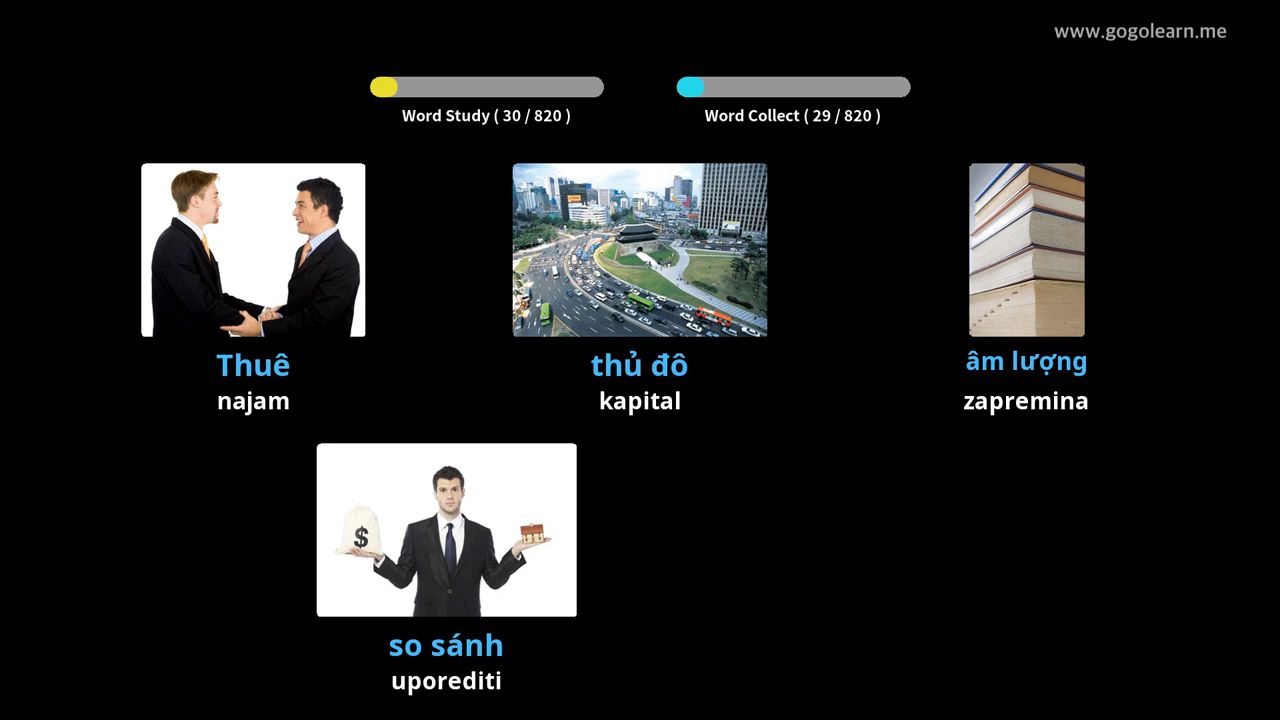 www.gogolearn.me
Word Study ( 30 / 820 )
Word Collect ( 29 / 820 )
Thuê
najam
thủ đô
kapital
âm lượng
zapremina
$
so sánh
uporediti